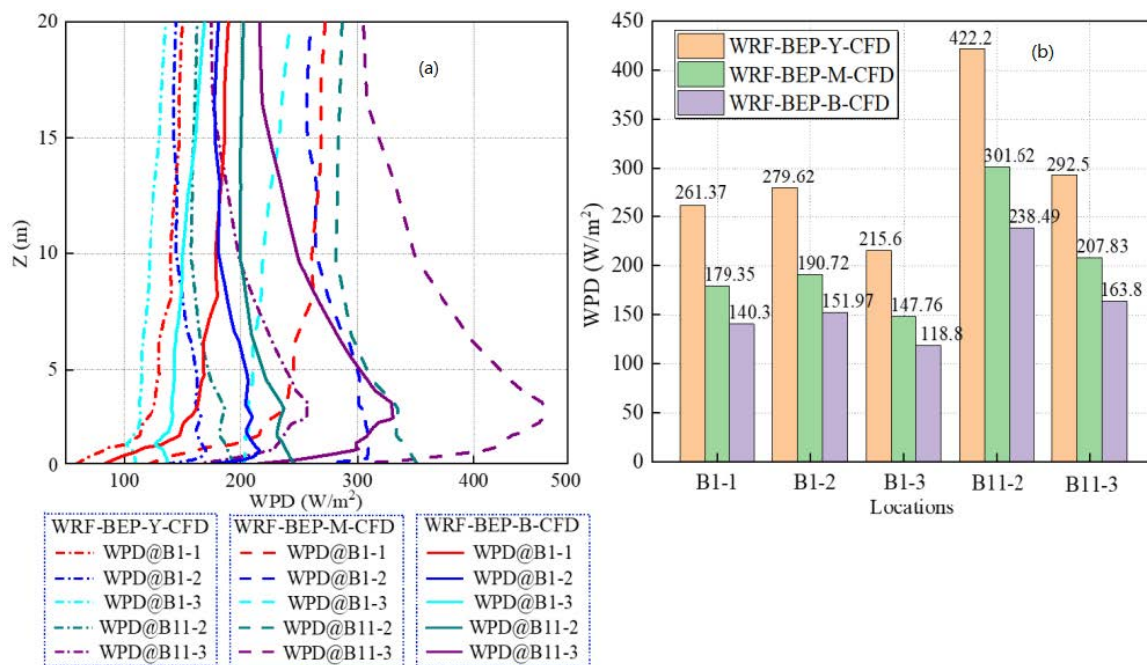 20
15
10
5
0
Z (m)
100
200
300
400
500
WPD (W/m²)
(a)
WRF-BEP-Y-CFD
WPD@B1-1
WPD@B1-2
WPD@B1-3
WPD@B11-2
WPD@B11-3
WRF-BEP-M-CFD
WPD@B1-1
WPD@B1-2
WPD@B1-3
WPD@B11-2
WPD@B11-3
WRF-BEP-B-CFD
WPD@B1-1
WPD@B1-2
WPD@B1-3
WPD@B11-2
WPD@B11-3
450
400
350
300
250
200
150
100
50
0
WPD (W/m²)
WRF-BEP-Y-CFD
WRF-BEP-M-CFD
WRF-BEP-B-CFD
(b)
261.37
179.35
140.3
279.62
190.72
151.97
215.6
147.76
118.8
422.2
301.62
238.49
292.5
207.83
163.8
B1-1
B1-2
B1-3
B11-2
B11-3
Locations